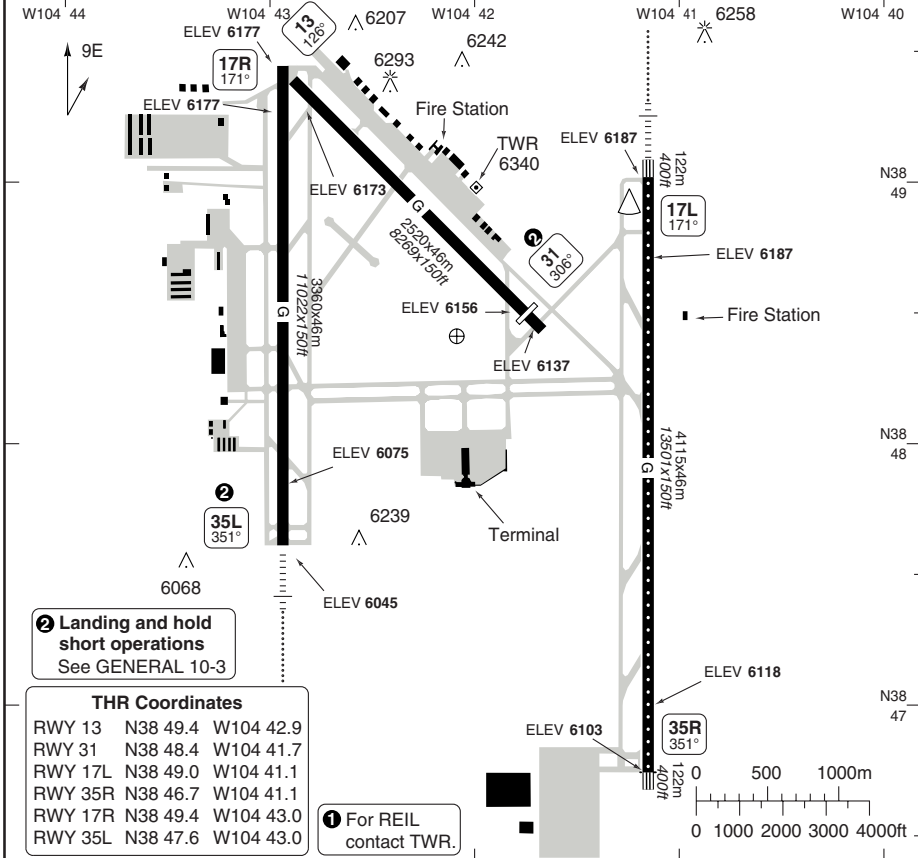 W104 44
W104 43
W104 42
W104 41
W104 40
9E
ELEV 6177
13
126°
6207
6258
17R
171°
6293
6242
ELEV 6177
Fire Station
TWR
6340
ELEV 6187
122m
400ft
N38
49
ELEV 6173
17L
171°
G
2520x46m
8269x150ft
2
31
306°
ELEV 6187
3360x46m
11022x150ft
G
ELEV 6156
Fire Station
ELEV 6137
N38
48
ELEV 6075
4115x46m
13501x150ft
G
2
35L
351°
6239
Terminal
6068
ELEV 6045
2 Landing and hold
short operations
See GENERAL 10-3
ELEV 6118
N38
47
THR Coordinates
RWY 13 N38 49.4 W104 42.9
RWY 31 N38 48.4 W104 41.7
RWY 17L N38 49.0 W104 41.1
RWY 35R N38 46.7 W104 41.1
RWY 17R N38 49.4 W104 43.0
RWY 35L N38 47.6 W104 43.0
ELEV 6103
35R
351°
122m
400ft
1 For REIL
contact TWR.
0 500 1000m
0 1000 2000 3000 4000ft